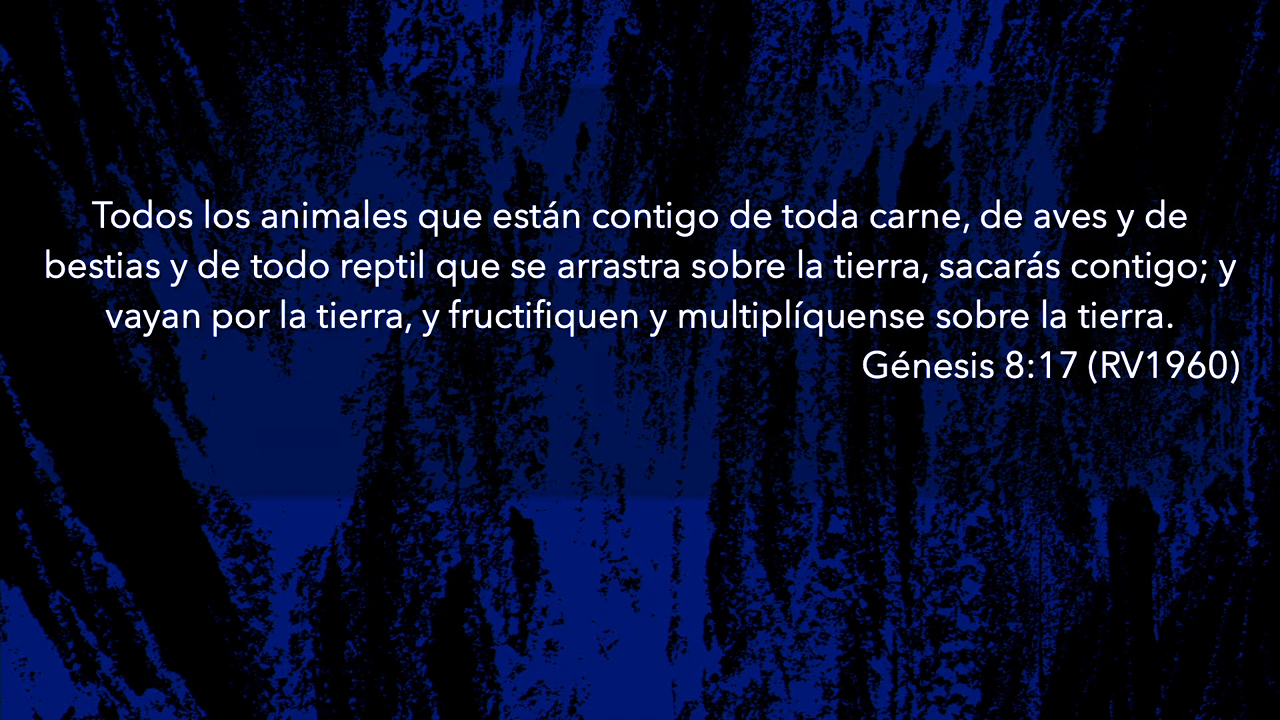 Todos los animales que están contigo de toda carne, de aves y de
bestias y de todo reptil que se arrastra sobre la tierra, sacarás contigo; y
vayan por la tierra, y fructifiquen y multiplíquense sobre la tierra.
Génesis 8:17 (RV1960)